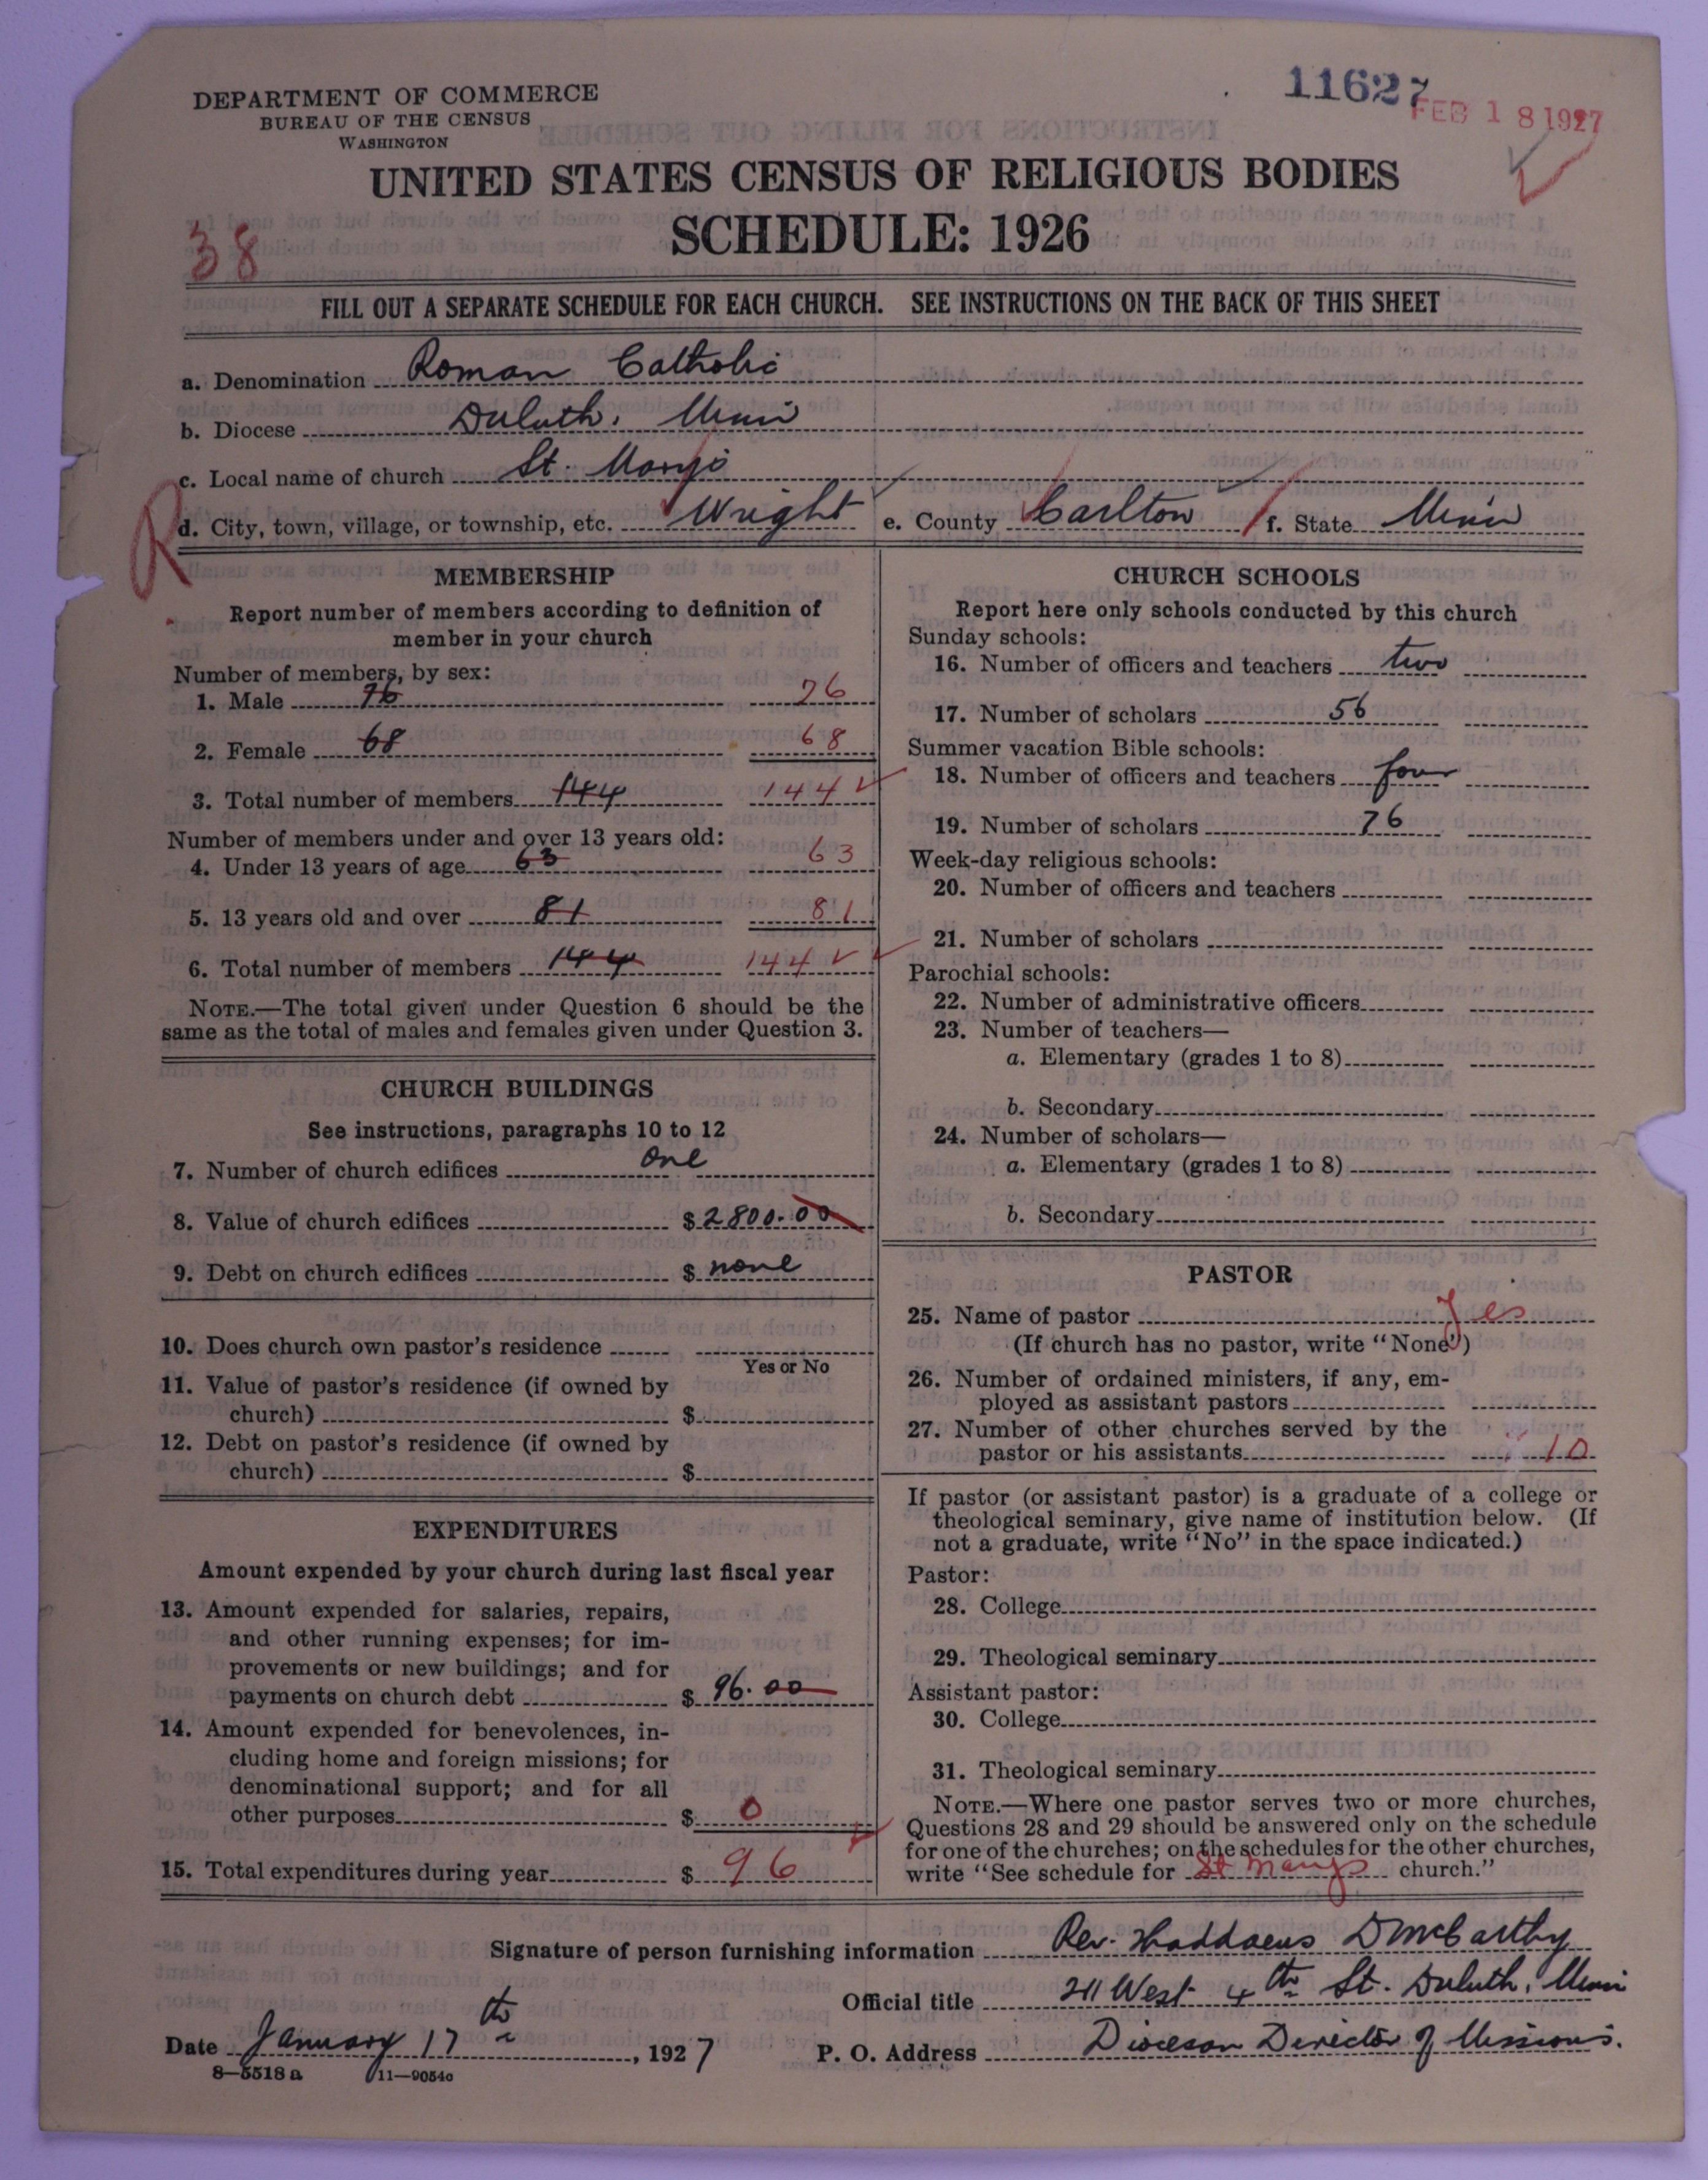 DEPARTMENT OF COMMERCE
BUREAU OF THE CENSUS
WASHINGTON
11627
FEB 18 1927
UNITED STATES CENSUS OF RELIGIOUS BODIES
SCHEDULE: 1926
38
FILL OUT A SEPARATE SCHEDULE FOR EACH CHURCH. SEE INSTRUCTIONS ON THE BACK OF THIS SHEET
a. Denomination Roman Catholic
b. Diocese Duluth, Minn
c. Local name of church St. Mary's
R
d. City, town, village, or township, etc. Wright e. County Carlton f. State Minn
MEMBERSHIP
Report number of members according to definition of
member in your church
Number of members, by sex:
1. Male 76 76
2. Female 68 68
3. Total number of members 144 144
Number of members under and over 13 years old:
4. Under 13 years of age 63 63
5. 13 years old and over 81 81
6. Total number of members 144 144
NOTE.—The total given under Question 6 should be the
same as the total of males and females given under Question 3.
CHURCH BUILDINGS
See instructions, paragraphs 10 to 12
7. Number of church edifices one
8. Value of church edifices $2800.00
9. Debt on church edifices $ none
10. Does church own pastor's residence
Yes or No
11. Value of pastor's residence (if owned by
church) $
12. Debt on pastor's residence (if owned by
church) $
EXPENDITURES
Amount expended by your church during last fiscal year
13. Amount expended for salaries, repairs,
and other running expenses; for im-
provements or new buildings; and for
payments on church debt $ 96.00
14. Amount expended for benevolences, in-
cluding home and foreign missions; for
denominational support; and for all
other purposes $ 0
15. Total expenditures during year $ 96
CHURCH SCHOOLS
Report here only schools conducted by this church
Sunday schools:
16. Number of officers and teachers two
17. Number of scholars 56
Summer vacation Bible schools:
18. Number of officers and teachers four
19. Number of scholars 76
Week-day religious schools:
20. Number of officers and teachers
21. Number of scholars
Parochial schools:
22. Number of administrative officers
23. Number of teachers—
a. Elementary (grades 1 to 8)
b. Secondary
24. Number of scholars—
a. Elementary (grades 1 to 8)
b. Secondary
PASTOR
25. Name of pastor Yes
(If church has no pastor, write "None")
26. Number of ordained ministers, if any, em-
ployed as assistant pastors
27. Number of other churches served by the
pastor or his assistants 10
If pastor (or assistant pastor) is a graduate of a college or
theological seminary, give name of institution below. (If
not a graduate, write "No" in the space indicated.)
Pastor:
28. College
29. Theological seminary
Assistant pastor:
30. College
31. Theological seminary
NOTE.—Where one pastor serves two or more churches,
Questions 28 and 29 should be answered only on the schedule
for one of the churches; on the schedules for the other churches,
write "See schedule for St Marys church."
Signature of person furnishing information Rev. Thaddaeus D McCarthy
Official title 211 West 4th St. Duluth, Minn
Date January 17th, 1927 P. O. Address Diocesan Director of Missions.
8—5518a 11—9054c